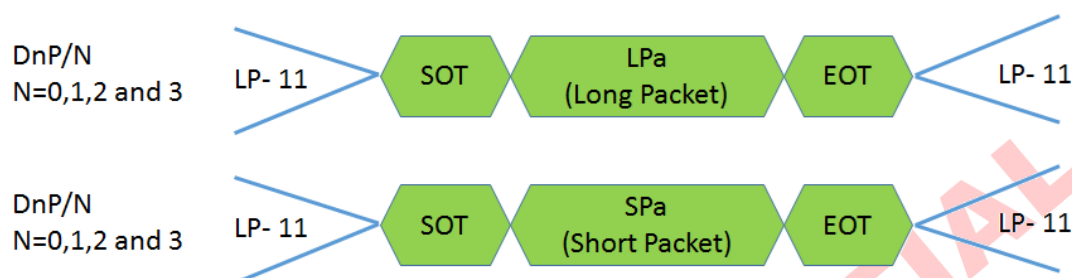 DnP/N
N=0,1,2 and 3
LP- 11
SOT
LPa
(Long Packet)
EOT
LP- 11
DnP/N
N=0,1,2 and 3
LP- 11
SOT
SPa
(Short Packet)
EOT
LP- 11